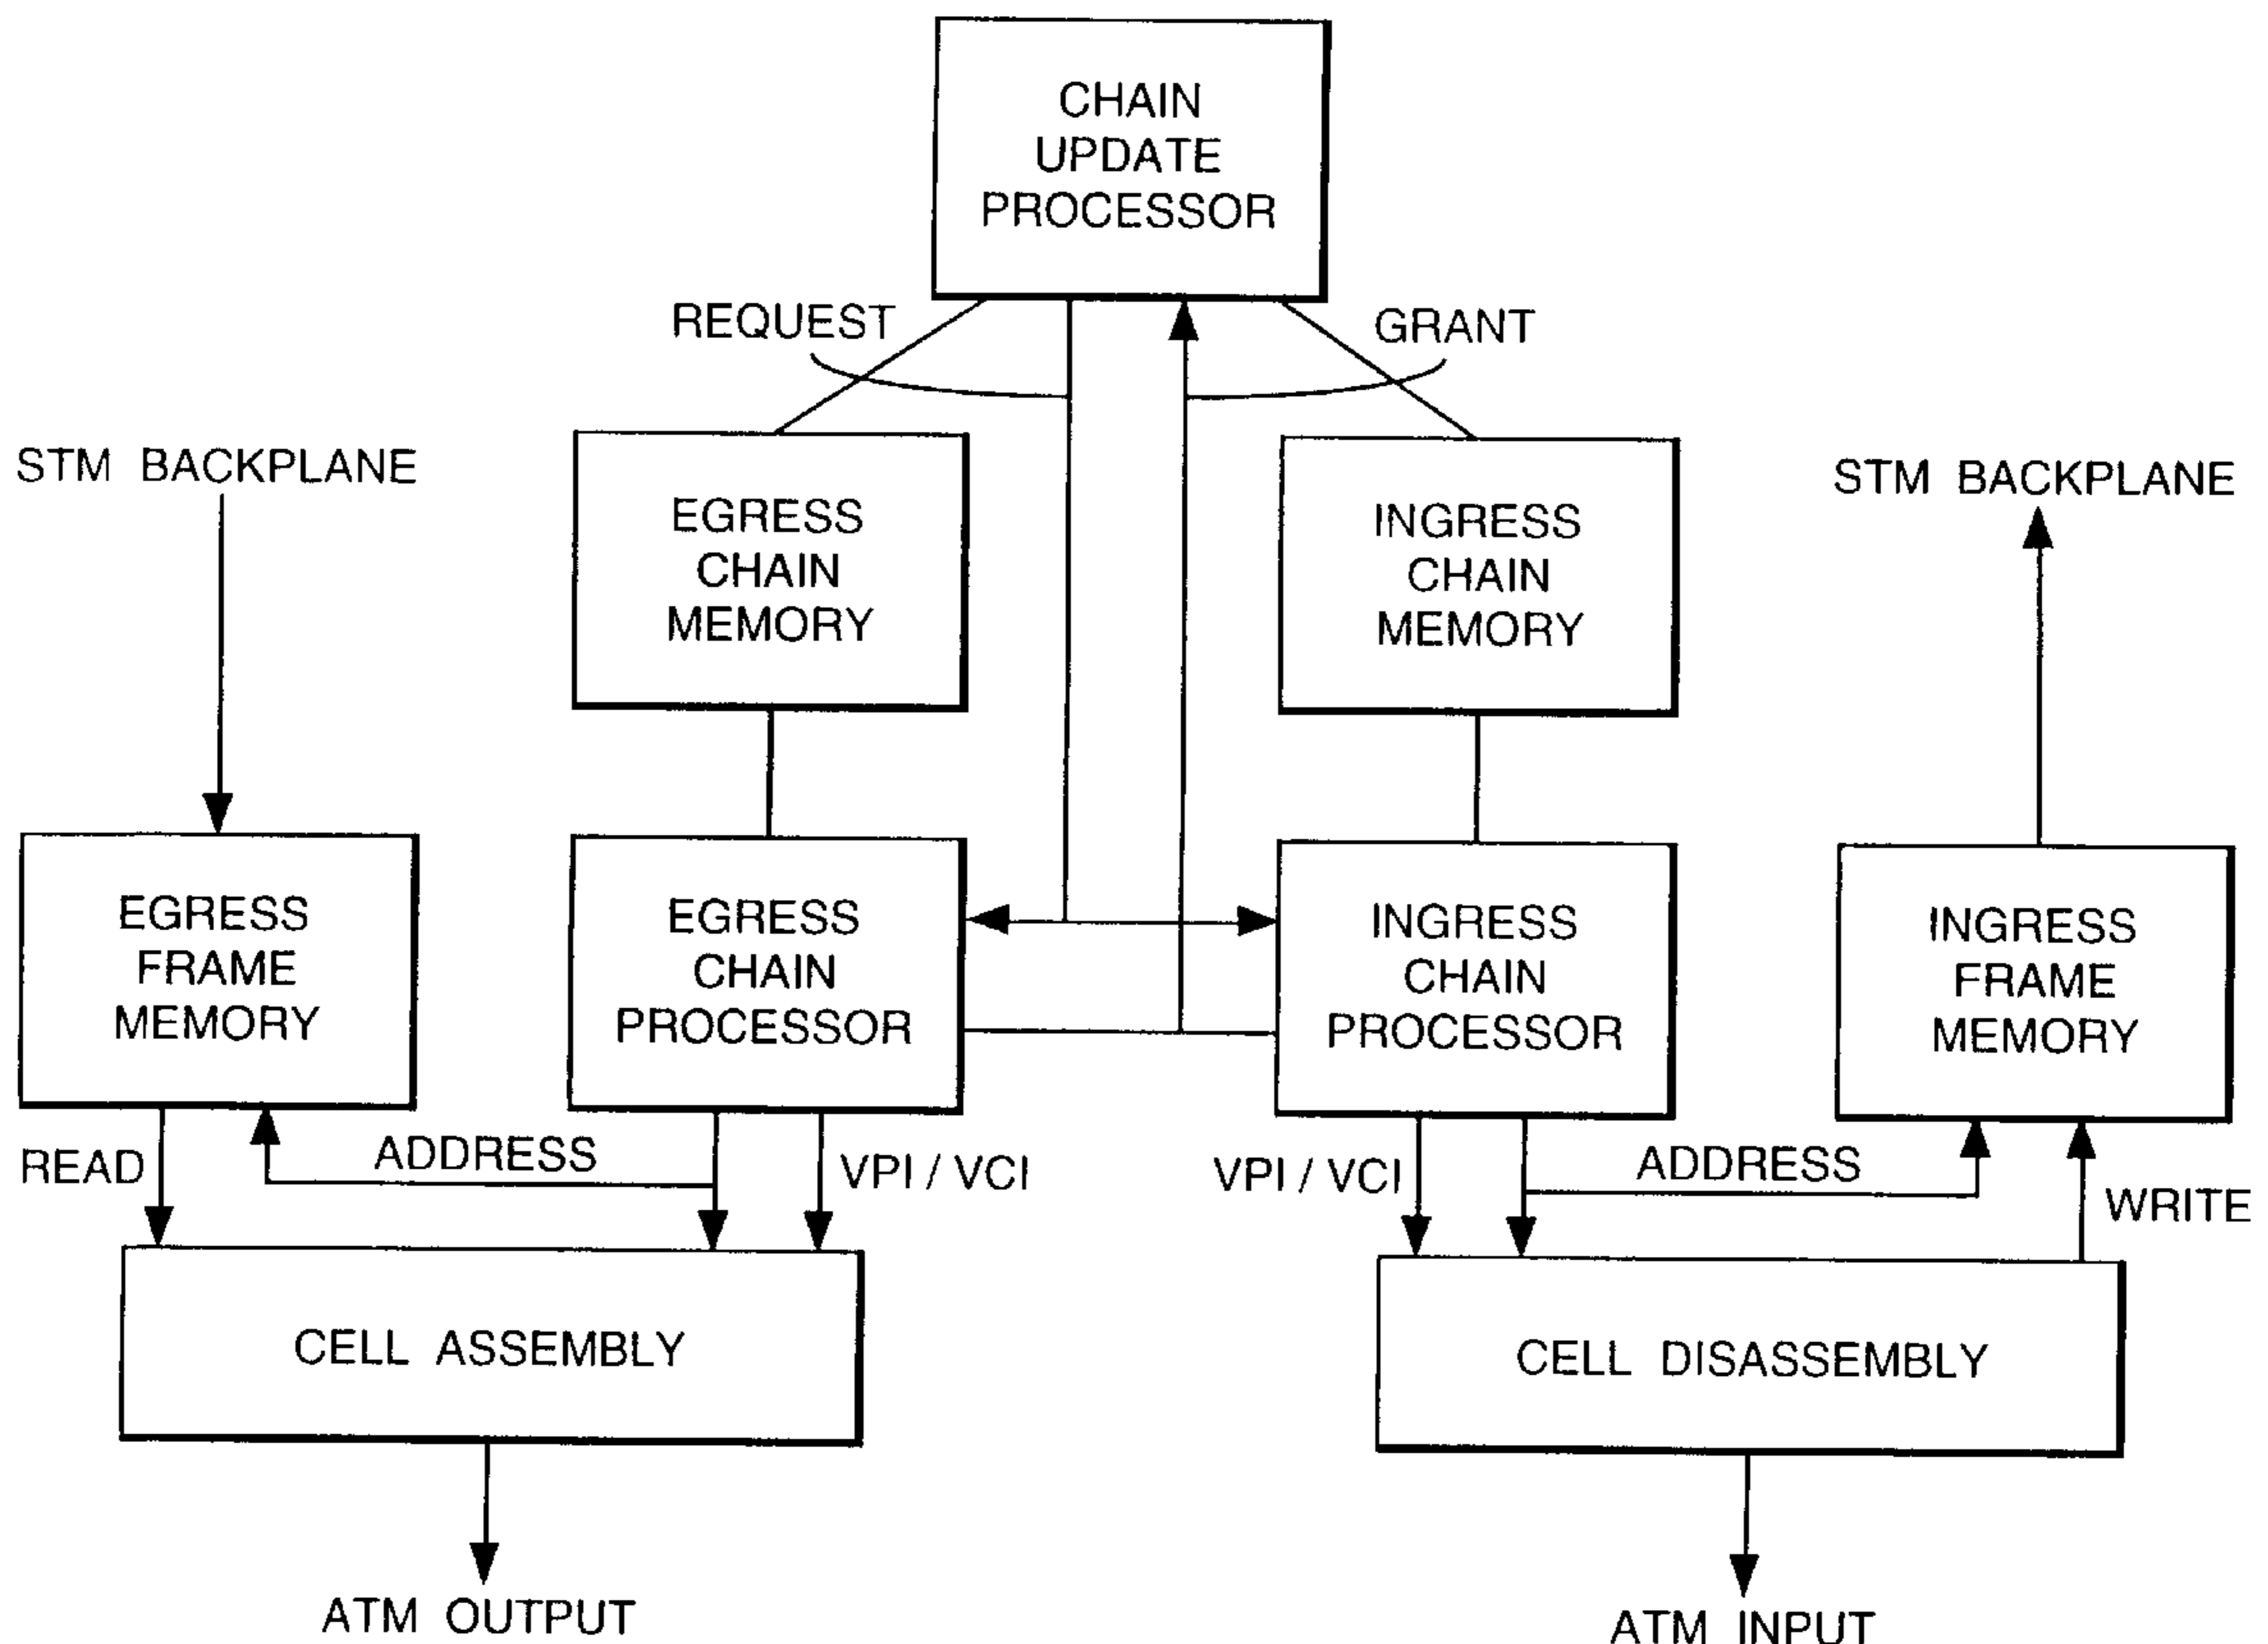 CHAIN
UPDATE
PROCESSOR
REQUEST
GRANT
STM BACKPLANE
EGRESS
CHAIN
MEMORY
INGRESS
CHAIN
MEMORY
STM BACKPLANE
EGRESS
FRAME
MEMORY
EGRESS
CHAIN
PROCESSOR
INGRESS
CHAIN
PROCESSOR
INGRESS
FRAME
MEMORY
READ
ADDRESS
VPI / VCI
VPI / VCI
ADDRESS
WRITE
CELL ASSEMBLY
CELL DISASSEMBLY
ATM OUTPUT
ATM INPUT